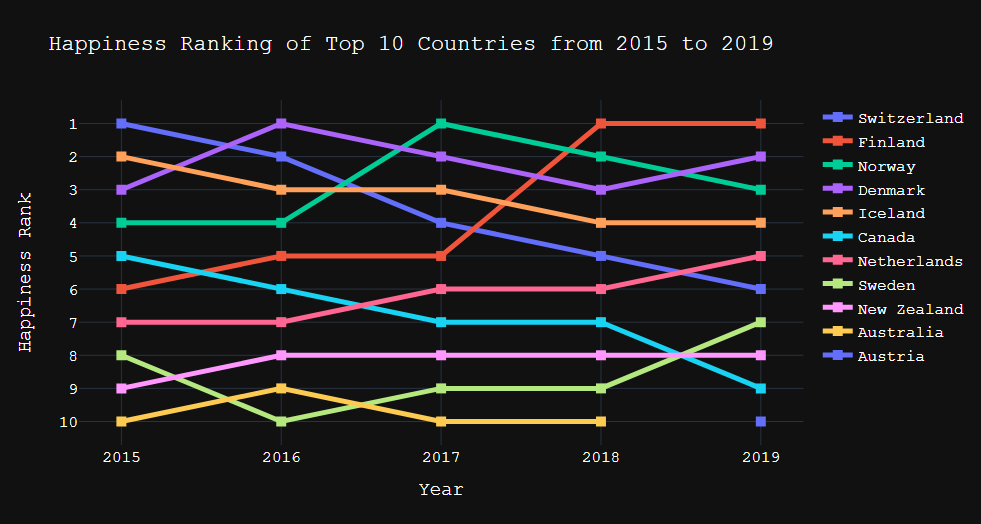 Happiness Ranking of Top 10 Countries from 2015 to 2019
Happiness Rank
1
2
3
4
5
6
7
8
9
10
2015 2016 2017 2018 2019
Year
Switzerland
Finland
Norway
Denmark
Iceland
Canada
Netherlands
Sweden
New Zealand
Australia
Austria